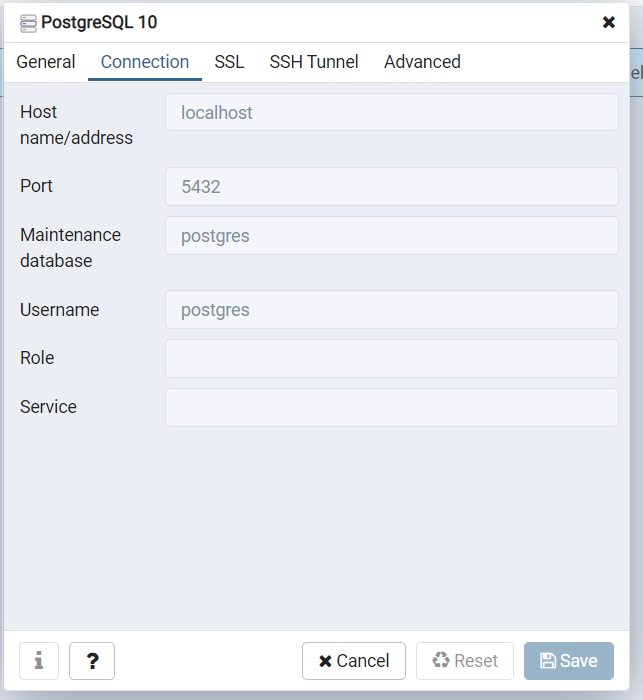 PostgreSQL 10
General Connection SSL SSH Tunnel Advanced
Host name/address
localhost
Port
5432
Maintenance database
postgres
Username
postgres
Role
Service
i ? Cancel Reset Save